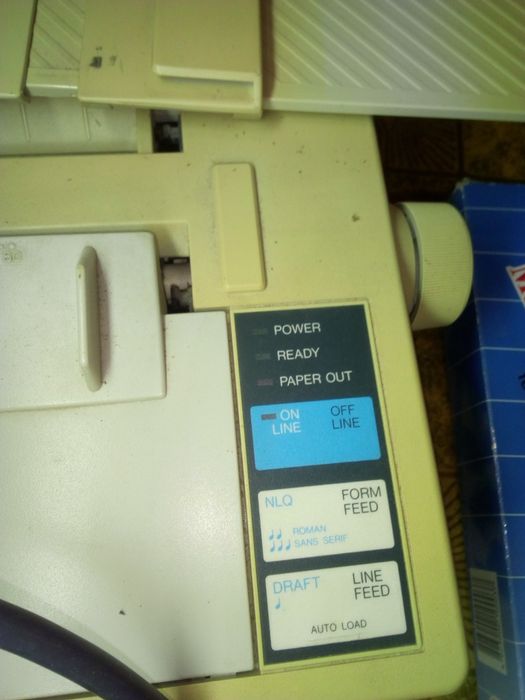 POWER
READY
PAPER OUT
ON LINE
OFF LINE
NLQ
FORM FEED
ROMAN
SANS SERIF
DRAFT
LINE FEED
AUTO LOAD